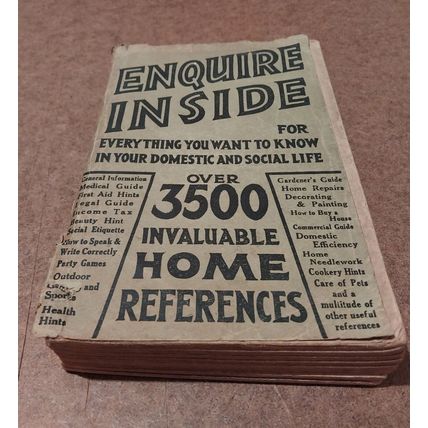 ENQUIRE
INSIDE
FOR
EVERYTHING YOU WANT TO KNOW
IN YOUR DOMESTIC AND SOCIAL LIFE
OVER
3500
INVALUABLE
HOME
REFERENCES
General Information
Medical Guide
First Aid Hints
Legal Guide
Income Tax
Beauty Hint
Social Etiquette
How to Speak &
Write Correctly
Party Games
Outdoor
and
Sports
Health
Hints
Gardener's Guide
Home Repairs
Decorating
& Painting
How to Buy a
House
Commercial Guide
Domestic
Efficiency
Home
Needlework
Cookery Hints
Care of Pets
and a
multitude of
other useful
references